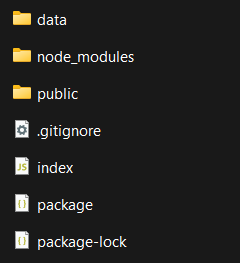 data
node_modules
public
.gitignore
JS index
{} package
{} package-lock